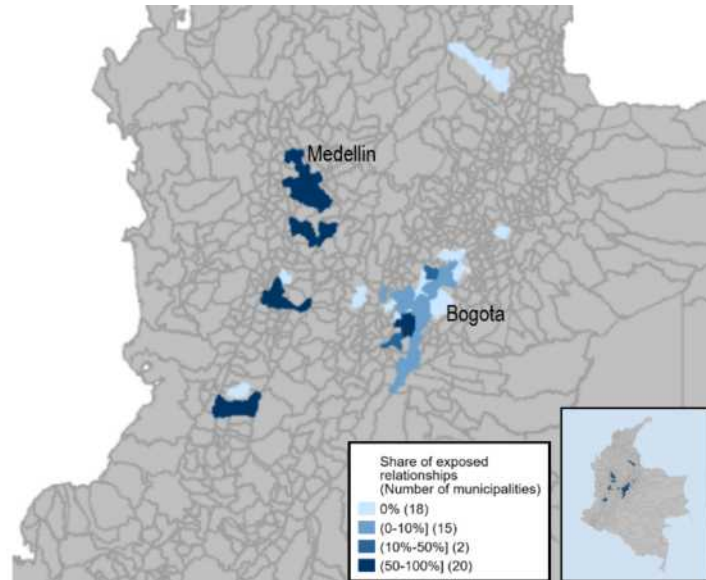 Medellin
Bogota
Share of exposed
relationships
(Number of municipalities)
0% (18)
(0-10%] (15)
(10%-50%] (2)
(50-100%] (20)